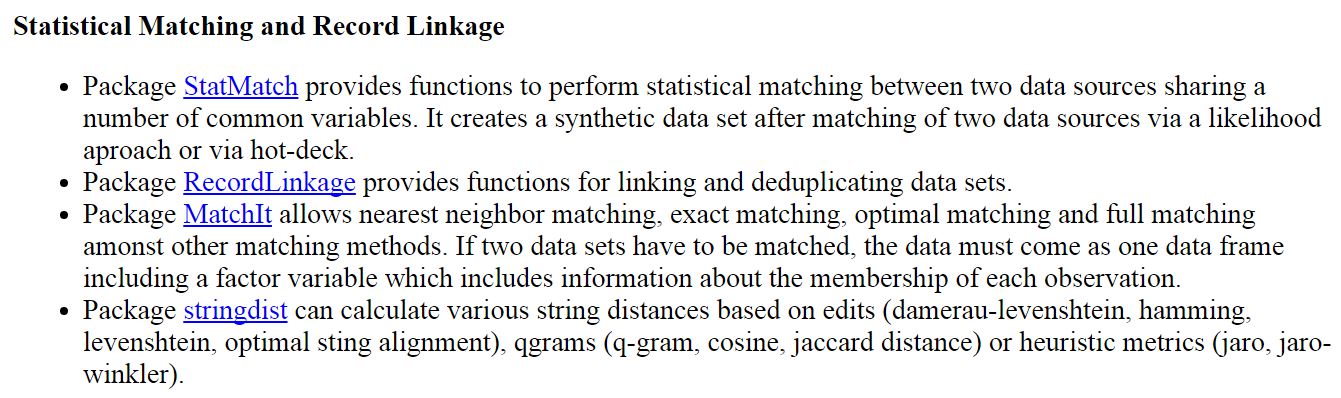 Statistical Matching and Record Linkage
• Package StatMatch provides functions to perform statistical matching between two data sources sharing a
number of common variables. It creates a synthetic data set after matching of two data sources via a likelihood
aproach or via hot-deck.
• Package RecordLinkage provides functions for linking and deduplicating data sets.
• Package MatchIt allows nearest neighbor matching, exact matching, optimal matching and full matching
amonst other matching methods. If two data sets have to be matched, the data must come as one data frame
including a factor variable which includes information about the membership of each observation.
• Package stringdist can calculate various string distances based on edits (damerau-levenshtein, hamming,
levenshtein, optimal sting alignment), qgrams (q-gram, cosine, jaccard distance) or heuristic metrics (jaro, jaro-
winkler).